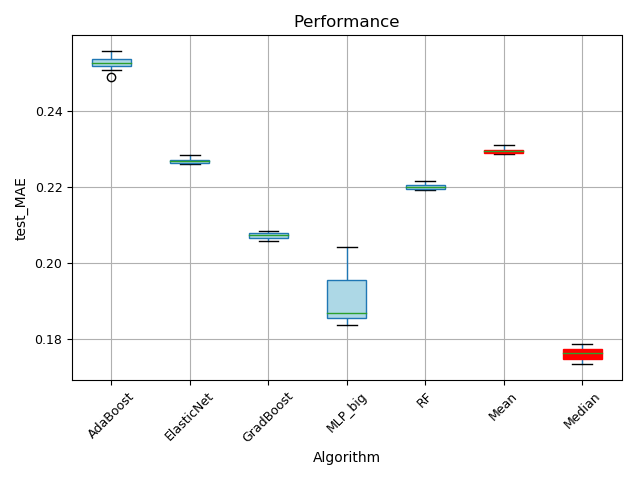 Performance
test_MAE
0.24
0.22
0.20
0.18
AdaBoost
ElasticNet
GradBoost
MLP_big
RF
Mean
Median
Algorithm